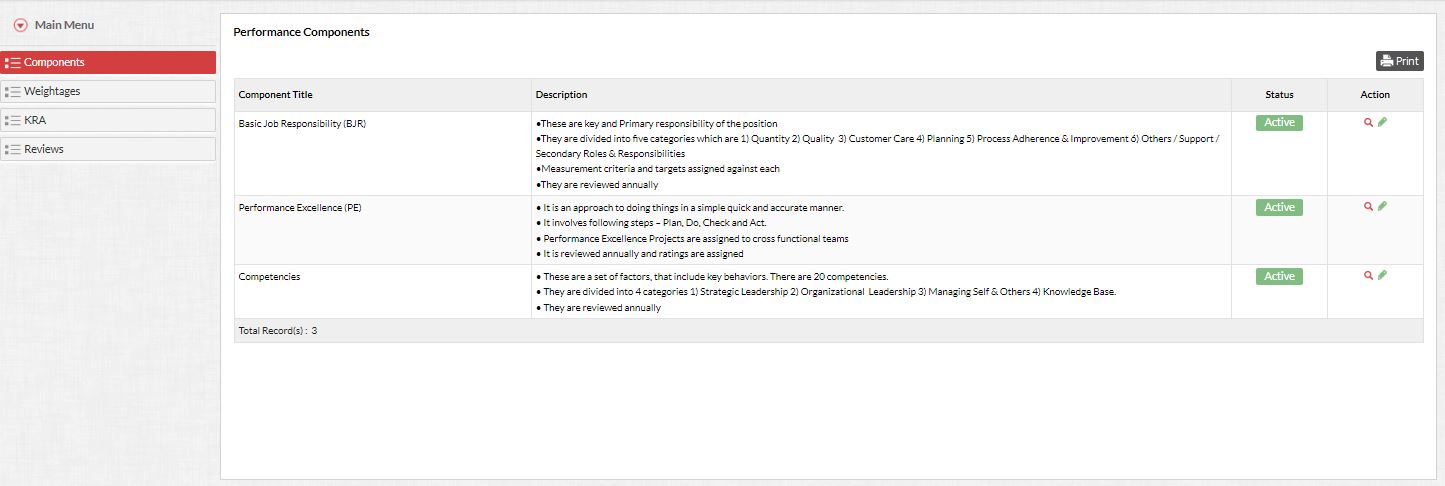 Main Menu
Components
Weightages
KRA
Reviews
Performance Components
Print
Component Title Description Status Action
Basic Job Responsibility (BJR)
•These are key and Primary responsibility of the position
•They are divided into five categories which are 1) Quantity 2) Quality 3) Customer Care 4) Planning 5) Process Adherence & Improvement 6) Others / Support /
Secondary Roles & Responsibilities
•Measurement criteria and targets assigned against each
•They are reviewed annually
Active
Performance Excellence (PE)
• It is an approach to doing things in a simple quick and accurate manner.
• It involves following steps – Plan, Do, Check and Act.
• Performance Excellence Projects are assigned to cross functional teams
• It is reviewed annually and ratings are assigned
Active
Competencies
• These are a set of factors, that include key behaviors. There are 20 competencies.
• They are divided into 4 categories 1) Strategic Leadership 2) Organizational Leadership 3) Managing Self & Others 4) Knowledge Base.
• They are reviewed annually
Active
Total Record(s) : 3